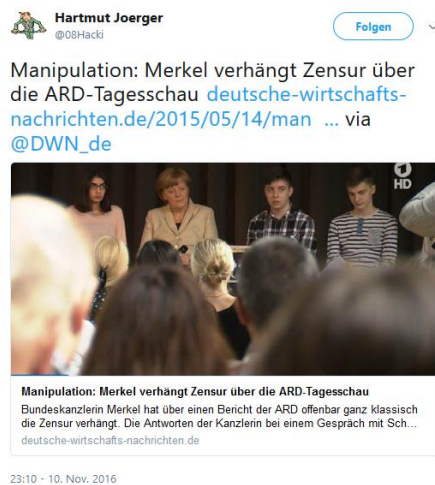 Hartmut Joerger
@08Hacki
Folgen
Manipulation: Merkel verhängt Zensur über
die ARD-Tagesschau deutsche-wirtschafts-
nachrichten.de/2015/05/14/man ... via
@DWN_de
1
HD
Manipulation: Merkel verhängt Zensur über die ARD-Tagesschau
Bundeskanzlerin Merkel hat über einen Bericht der ARD offenbar ganz klassisch
die Zensur verhängt. Die Antworten der Kanzlerin bei einem Gespräch mit Sch...
deutsche-wirtschafts-nachrichten.de
23:10 - 10. Nov. 2016